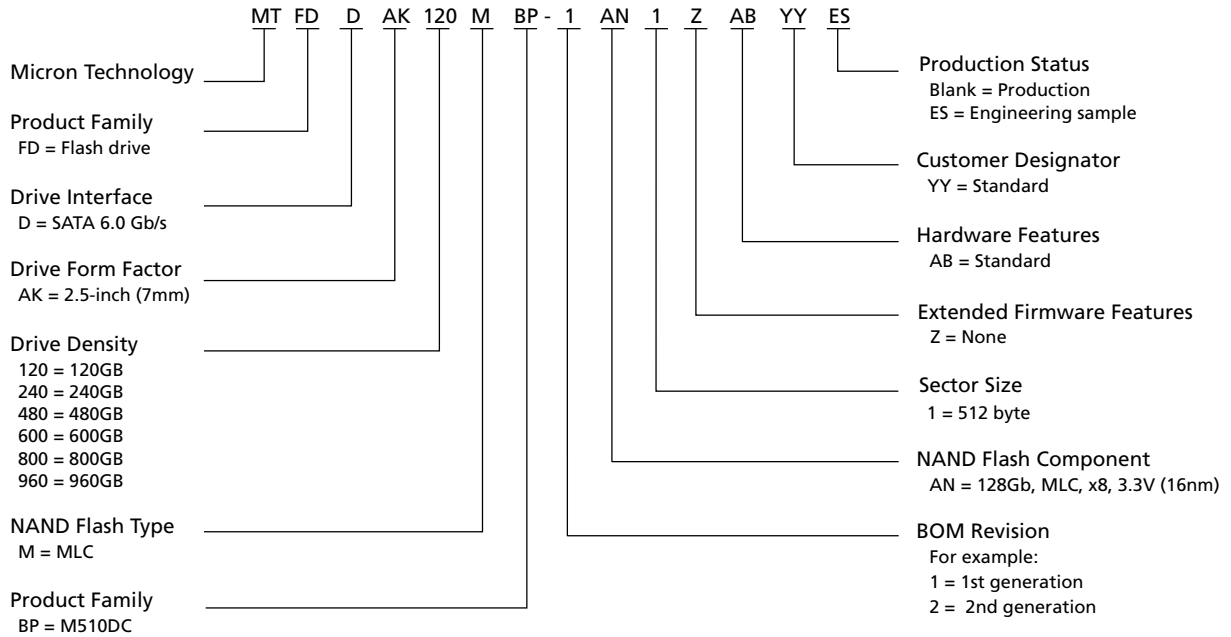 MT FD D AK 120 M BP - 1 AN 1 Z AB YY ES
Micron Technology
Product Family
FD = Flash drive
Drive Interface
D = SATA 6.0 Gb/s
Drive Form Factor
AK = 2.5-inch (7mm)
Drive Density
120 = 120GB
240 = 240GB
480 = 480GB
600 = 600GB
800 = 800GB
960 = 960GB
NAND Flash Type
M = MLC
Product Family
BP = M510DC
Production Status
Blank = Production
ES = Engineering sample
Customer Designator
YY = Standard
Hardware Features
AB = Standard
Extended Firmware Features
Z = None
Sector Size
1 = 512 byte
NAND Flash Component
AN = 128Gb, MLC, x8, 3.3V (16nm)
BOM Revision
For example:
1 = 1st generation
2 = 2nd generation